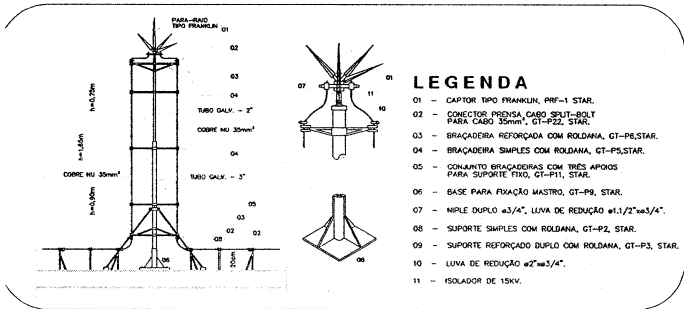 PARA-RAIO
TIPO FRANKLIN
01
02
03
04
TUBO GALV. - 2"
COBRE NU 35mm²
04
COBRE NU 35mm²
TUBO GALV. - 3"
05
03
02
08
02
06
20cm
h=0,75m
h=1,65m
h=0,90m
07
01
11
10
06
LEGENDA
01 - CAPTOR TIPO FRANKLIN, PRF-1 STAR.
02 - CONECTOR PRENSA CABO SPLIT-BOLT
PARA CABO 35mm², GT-P22, STAR.
03 - BRAÇADEIRA REFORÇADA COM ROLDANA, GT-P6,STAR.
04 - BRAÇADEIRA SIMPLES COM ROLDANA, GT-P5,STAR.
05 - CONJUNTO BRAÇADEIRAS COM TRÊS APOIOS
PARA SUPORTE FIXO, GT-P11, STAR.
06 - BASE PARA FIXAÇÃO MASTRO, GT-P9, STAR.
07 - NIPLE DUPLO ø3/4", LUVA DE REDUÇÃO ø1.1/2"xø3/4".
08 - SUPORTE SIMPLES COM ROLDANA, GT-P2, STAR.
09 - SUPORTE REFORÇADO DUPLO COM ROLDANA, GT-P3, STAR.
10 - LUVA DE REDUÇÃO ø2"xø3/4".
11 - ISOLADOR DE 15KV.